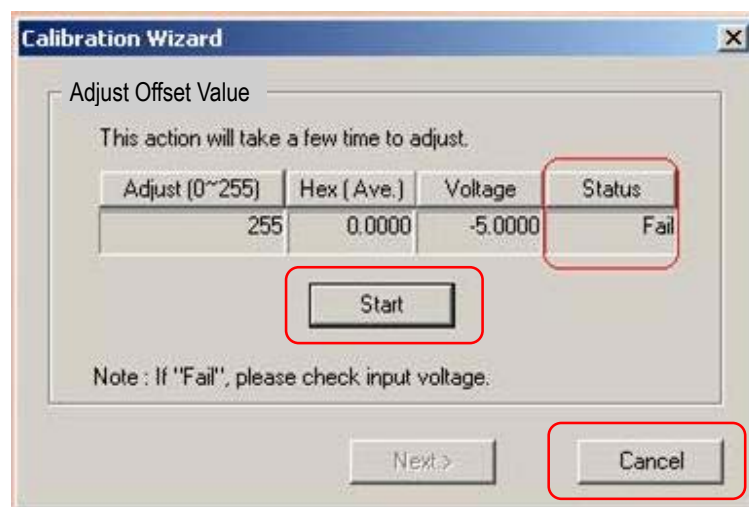 Calibration Wizard
Adjust Offset Value
This action will take a few time to adjust.
Adjust (0~255) Hex ( Ave.) Voltage Status
255 0.0000 -5.0000 Fail
Start
Note : If "Fail", please check input voltage.
Next > Cancel